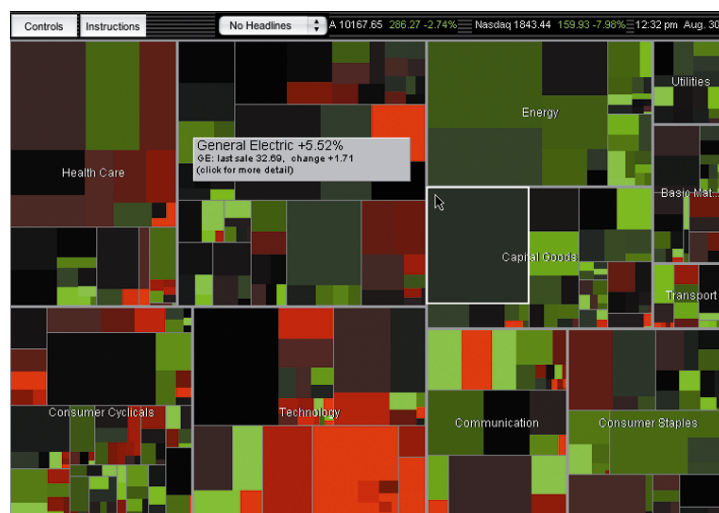 Controls
Instructions
No Headlines
A 10167.65 286.27 -2.74%
Nasdaq 1843.44 159.93 -7.98%
12:32 pm Aug. 30
Utilities
Energy
General Electric +5.52%
GE: last sale 32.69, change +1.71
(click for more detail)
Health Care
Basic Mat..
Capital Goods
Transport
Consumer Cyclicals
Technology
Communication
Consumer Staples